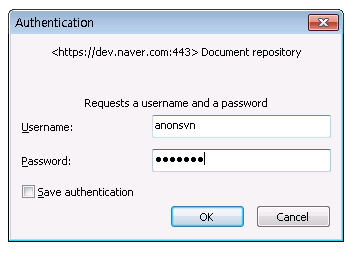 Authentication
<https://dev.naver.com:443> Document repository
Requests a username and a password
Username:
anonsvn
Password:
●●●●●●●
Save authentication
OK
Cancel